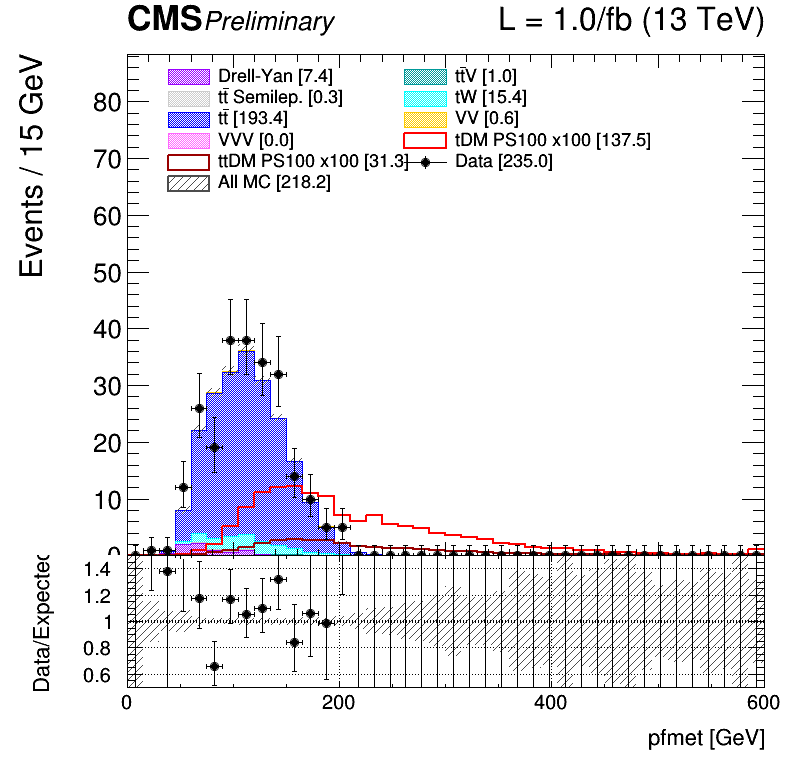 CMS Preliminary L = 1.0/fb (13 TeV)
Events / 15 GeV
Drell-Yan [7.4] tt̄V [1.0]
tt̄ Semilep. [0.3] tW [15.4]
tt̄ [193.4] VV [0.6]
VVV [0.0] tDM PS100 x100 [137.5]
ttDM PS100 x100 [31.3] Data [235.0]
All MC [218.2]
80
70
60
50
40
30
20
10
0
Data/Expected
1.4
1.2
1
0.8
0.6
0 200 400 600
pfmet [GeV]